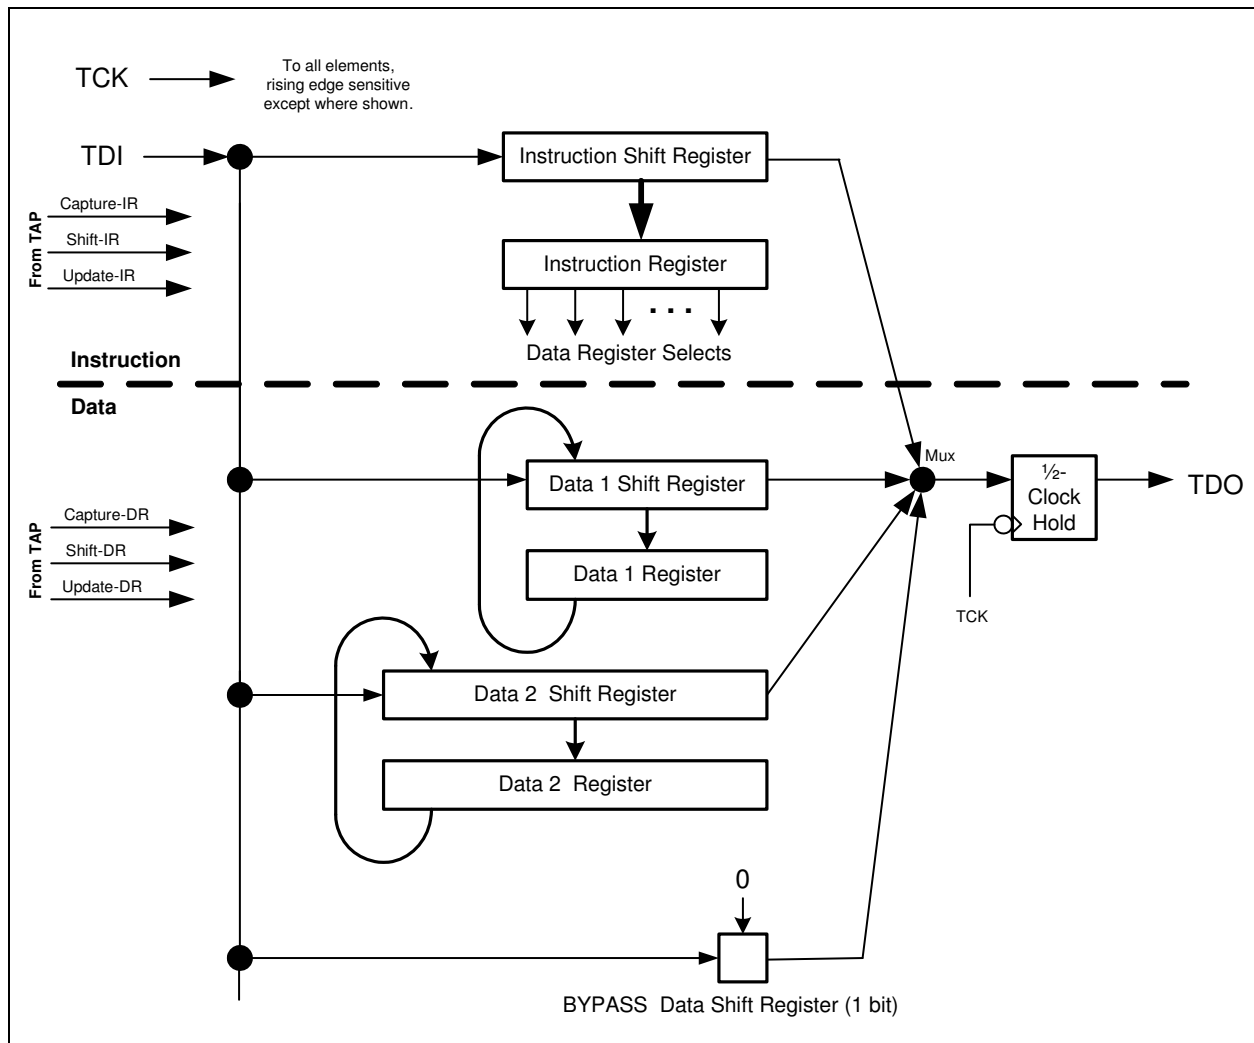 TCK
To all elements,
rising edge sensitive
except where shown.
TDI
Instruction Shift Register
From TAP
Capture-IR
Shift-IR
Update-IR
Instruction Register
. . .
Data Register Selects
Instruction
Data
Mux
½-
Clock
Hold
TDO
TCK
Data 1 Shift Register
From TAP
Capture-DR
Shift-DR
Update-DR
Data 1 Register
Data 2 Shift Register
Data 2 Register
0
BYPASS Data Shift Register (1 bit)